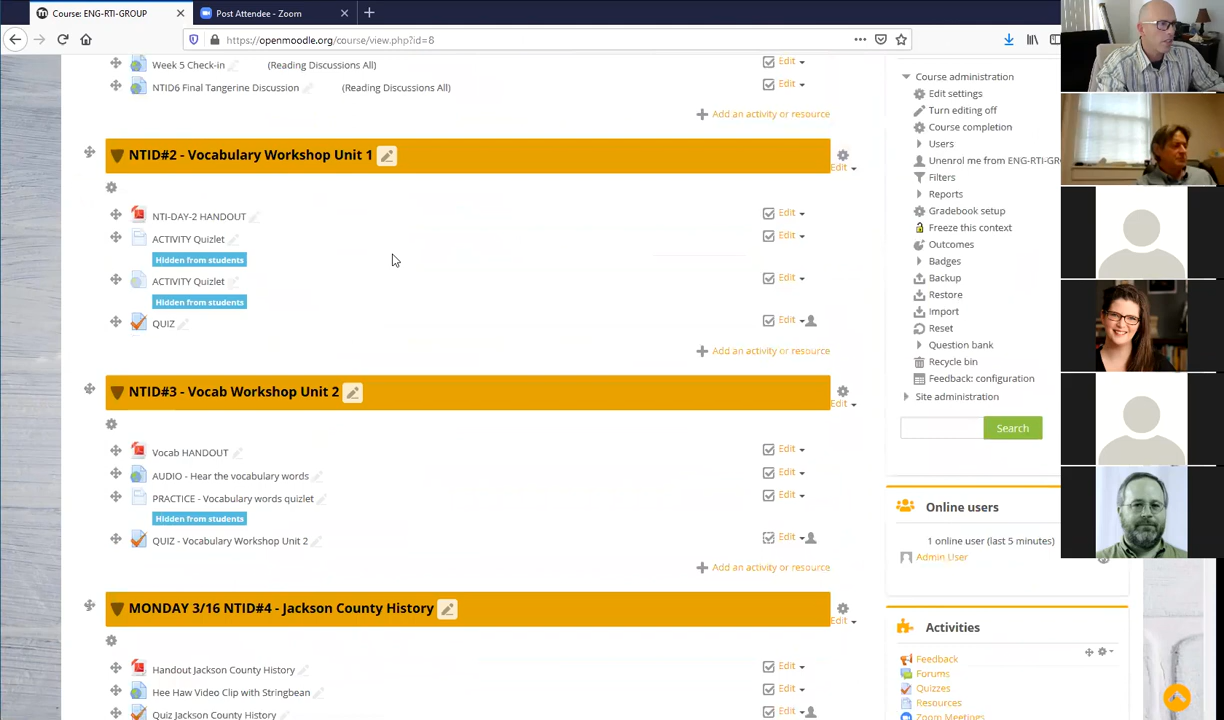 Course: ENG-RTI-GROUP
Post Attendee - Zoom
https://openmoodle.org/course/view.php?id=8
Week 5 Check-in (Reading Discussions All) Edit
NTID6 Final Tangerine Discussion (Reading Discussions All) Edit
Add an activity or resource
NTID#2 - Vocabulary Workshop Unit 1 Edit
NTI-DAY-2 HANDOUT Edit
ACTIVITY Quizlet Edit
Hidden from students
ACTIVITY Quizlet Edit
Hidden from students
QUIZ Edit
Add an activity or resource
NTID#3 - Vocab Workshop Unit 2 Edit
Vocab HANDOUT Edit
AUDIO - Hear the vocabulary words Edit
PRACTICE - Vocabulary words quizlet Edit
Hidden from students
QUIZ - Vocabulary Workshop Unit 2 Edit
Add an activity or resource
MONDAY 3/16 NTID#4 - Jackson County History Edit
Handout Jackson County History Edit
Hee Haw Video Clip with Stringbean Edit
Quiz Jackson County History Edit
Course administration
Edit settings
Turn editing off
Course completion
Users
Unenrol me from ENG-RTI-GR
Filters
Reports
Gradebook setup
Freeze this context
Outcomes
Badges
Backup
Restore
Import
Reset
Question bank
Recycle bin
Feedback: configuration
Site administration
Search
Online users
1 online user (last 5 minutes)
Admin User
Activities
Feedback
Forums
Quizzes
Resources
Zoom Meetings